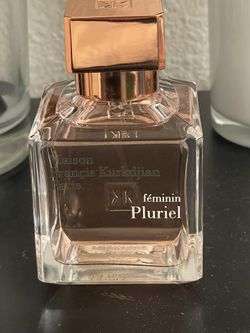 Maison
Francis Kurkdjian
Paris
féminin
Pluriel